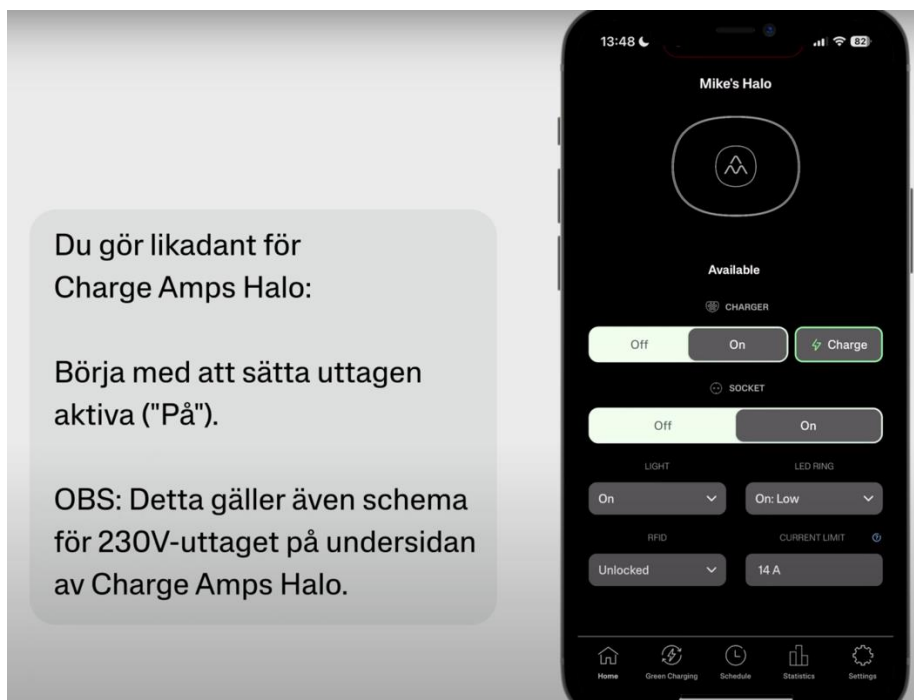 Du gör likadant för
Charge Amps Halo:
Börja med att sätta uttagen
aktiva ("På").
OBS: Detta gäller även schema
för 230V-uttaget på undersidan
av Charge Amps Halo.
13:48
82
Mike's Halo
Available
CHARGER
Off On Charge
SOCKET
Off On
LIGHT LED RING
On On: Low
RFID CURRENT LIMIT
Unlocked 14 A
Home Green Charging Schedule Statistics Settings